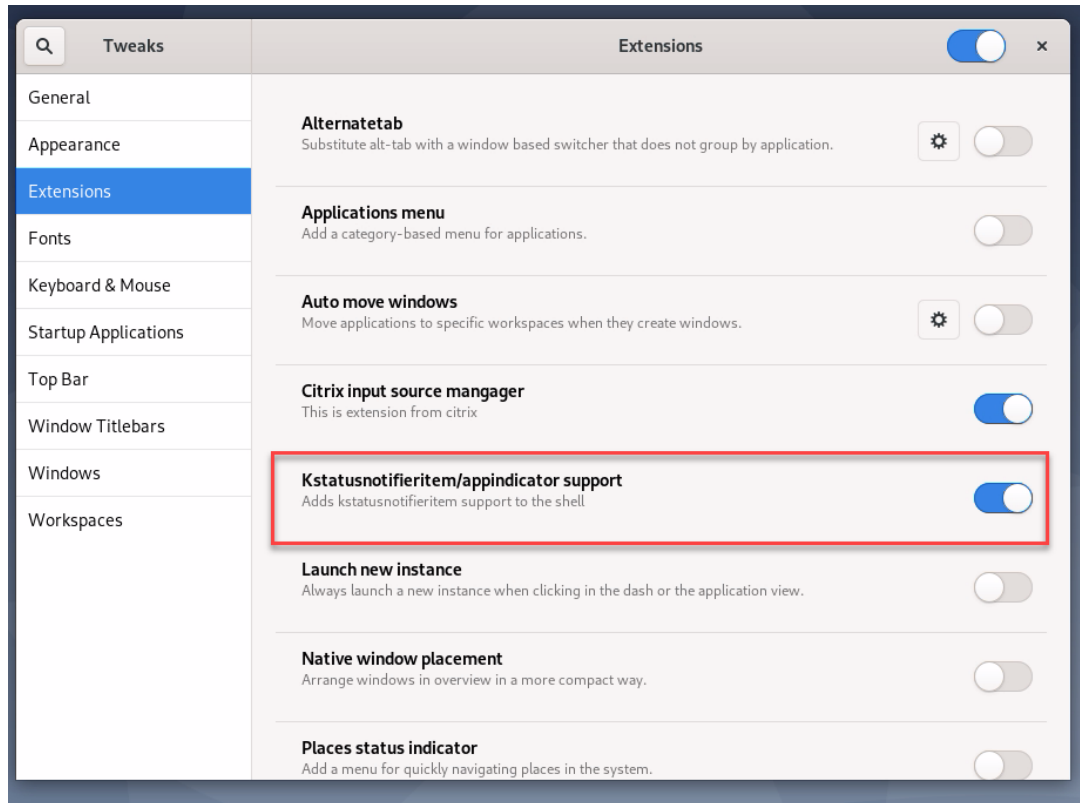 Tweaks
Extensions
General
Appearance
Extensions
Fonts
Keyboard & Mouse
Startup Applications
Top Bar
Window Titlebars
Windows
Workspaces
Alternatetab
Substitute alt-tab with a window based switcher that does not group by application.
Applications menu
Add a category-based menu for applications.
Auto move windows
Move applications to specific workspaces when they create windows.
Citrix input source mangager
This is extension from citrix
Kstatusnotifieritem/appindicator support
Adds kstatusnotifieritem support to the shell
Launch new instance
Always launch a new instance when clicking in the dash or the application view.
Native window placement
Arrange windows in overview in a more compact way.
Places status indicator
Add a menu for quickly navigating places in the system.